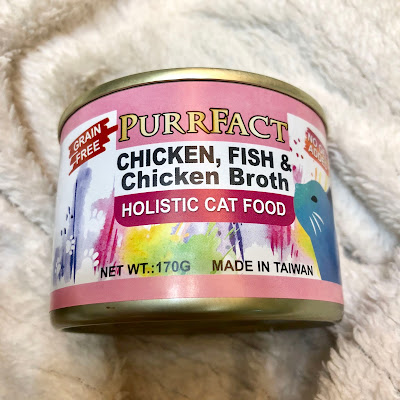 GRAIN
FREE
PURRFACT
CHICKEN, FISH &
Chicken Broth
HOLISTIC CAT FOOD
NET WT.:170G MADE IN TAIWAN